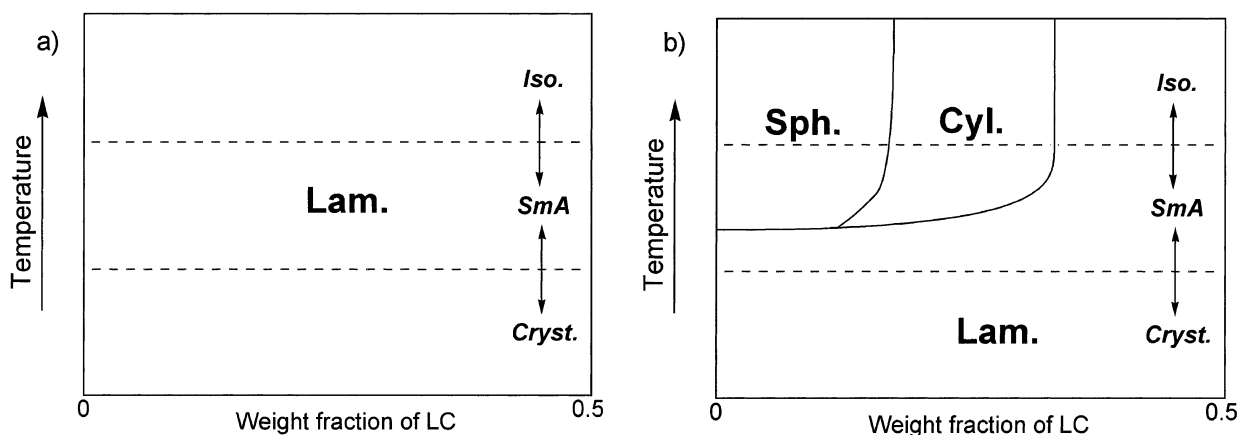 a)
Temperature
Iso.
Lam.
SmA
Cryst.
0
0.5
Weight fraction of LC
b)
Temperature
Sph.
Cyl.
Iso.
SmA
Lam.
Cryst.
0
0.5
Weight fraction of LC